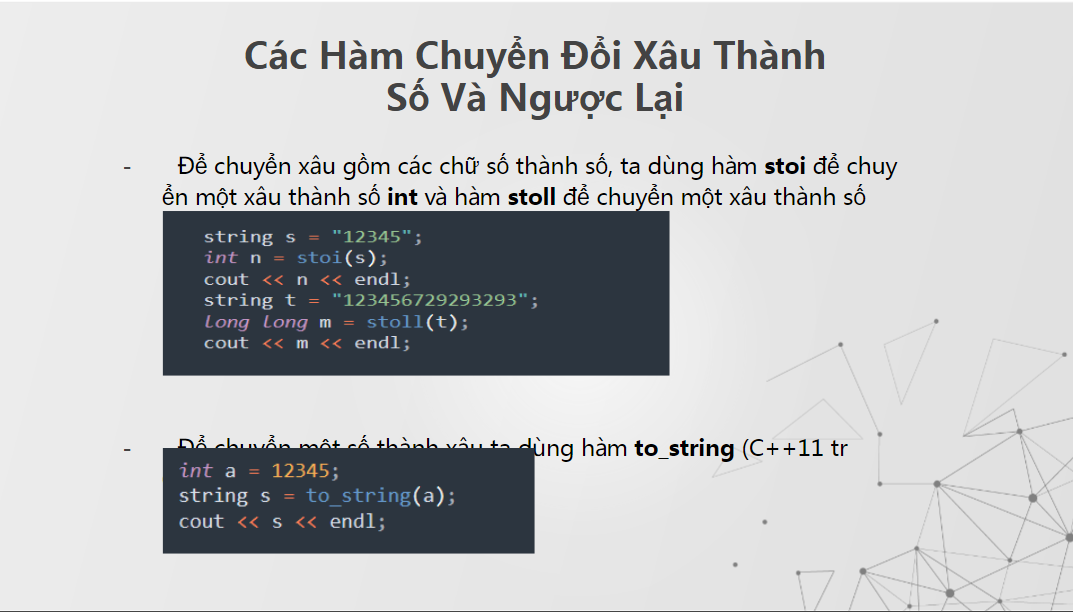 Các Hàm Chuyển Đổi Xâu Thành
Số Và Ngược Lại
- Để chuyển xâu gồm các chữ số thành số, ta dùng hàm stoi để chuy
ển một xâu thành số int và hàm stoll để chuyển một xâu thành số
string s = "12345";
int n = stoi(s);
cout << n << endl;
string t = "123456729293293";
long long m = stoll(t);
cout << m << endl;
- Để chuyển một số thành xâu ta dùng hàm to_string (C++11 tr
int a = 12345;
string s = to_string(a);
cout << s << endl;